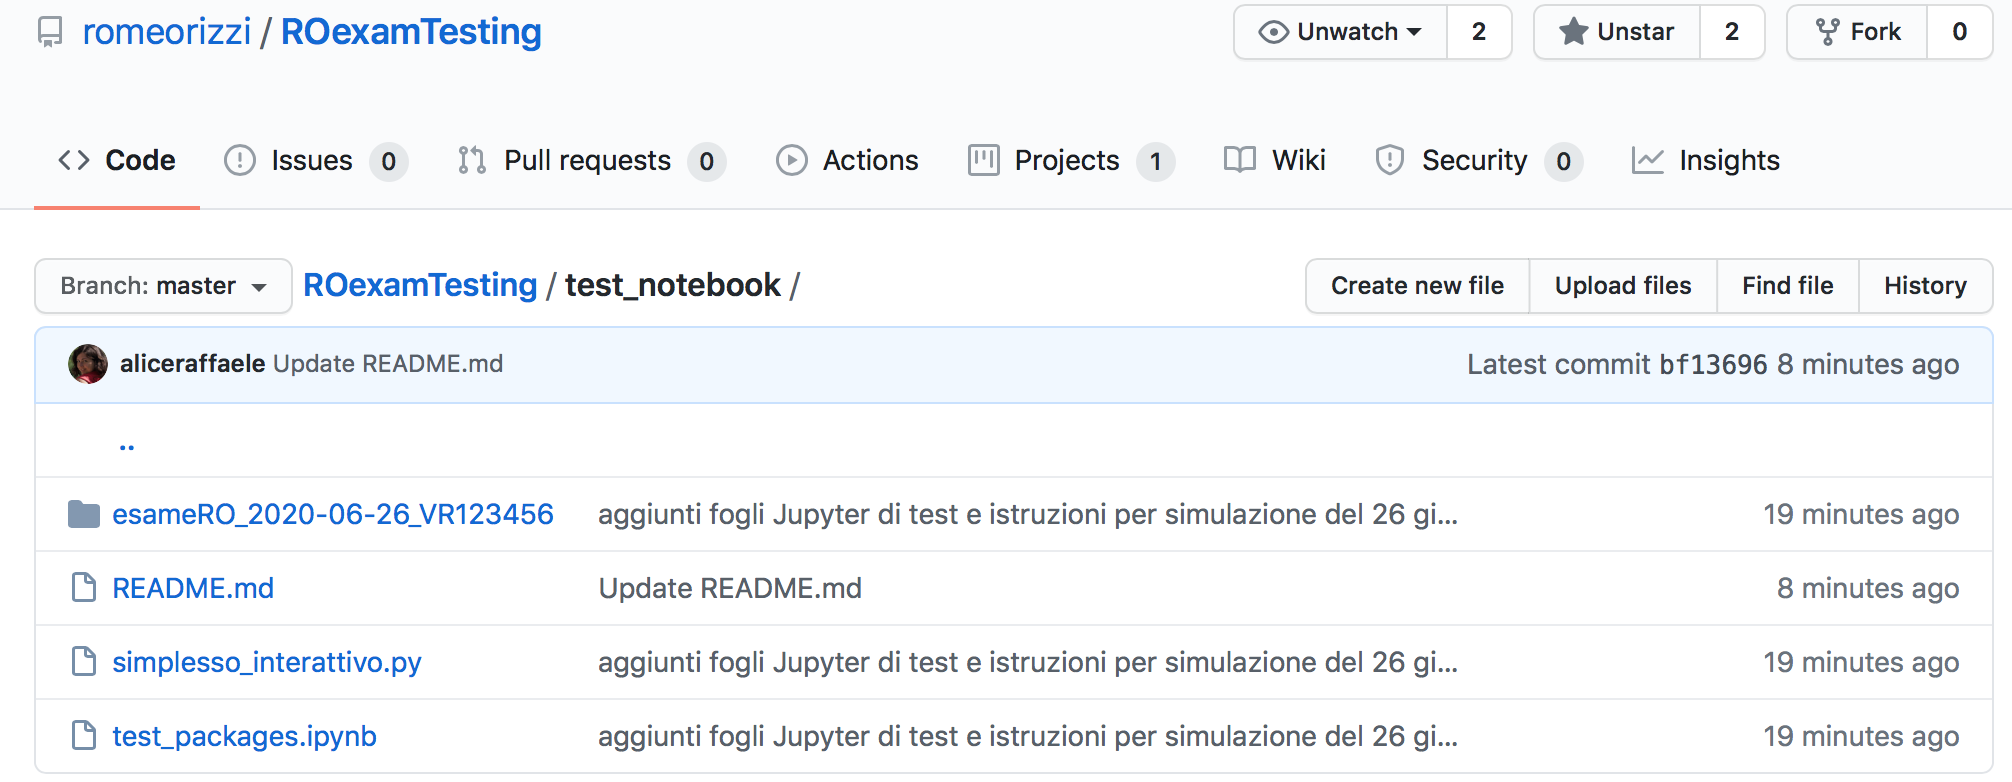 romeorizzi / ROexamTesting
Unwatch 2 Unstar 2 Fork 0
Code Issues 0 Pull requests 0 Actions Projects 1 Wiki Security 0 Insights
Branch: master ROexamTesting / test_notebook / Create new file Upload files Find file History
aliceraffaele Update README.md Latest commit bf13696 8 minutes ago
..
esameRO_2020-06-26_VR123456 aggiunti fogli Jupyter di test e istruzioni per simulazione del 26 gi... 19 minutes ago
README.md Update README.md 8 minutes ago
simplesso_interattivo.py aggiunti fogli Jupyter di test e istruzioni per simulazione del 26 gi... 19 minutes ago
test_packages.ipynb aggiunti fogli Jupyter di test e istruzioni per simulazione del 26 gi... 19 minutes ago